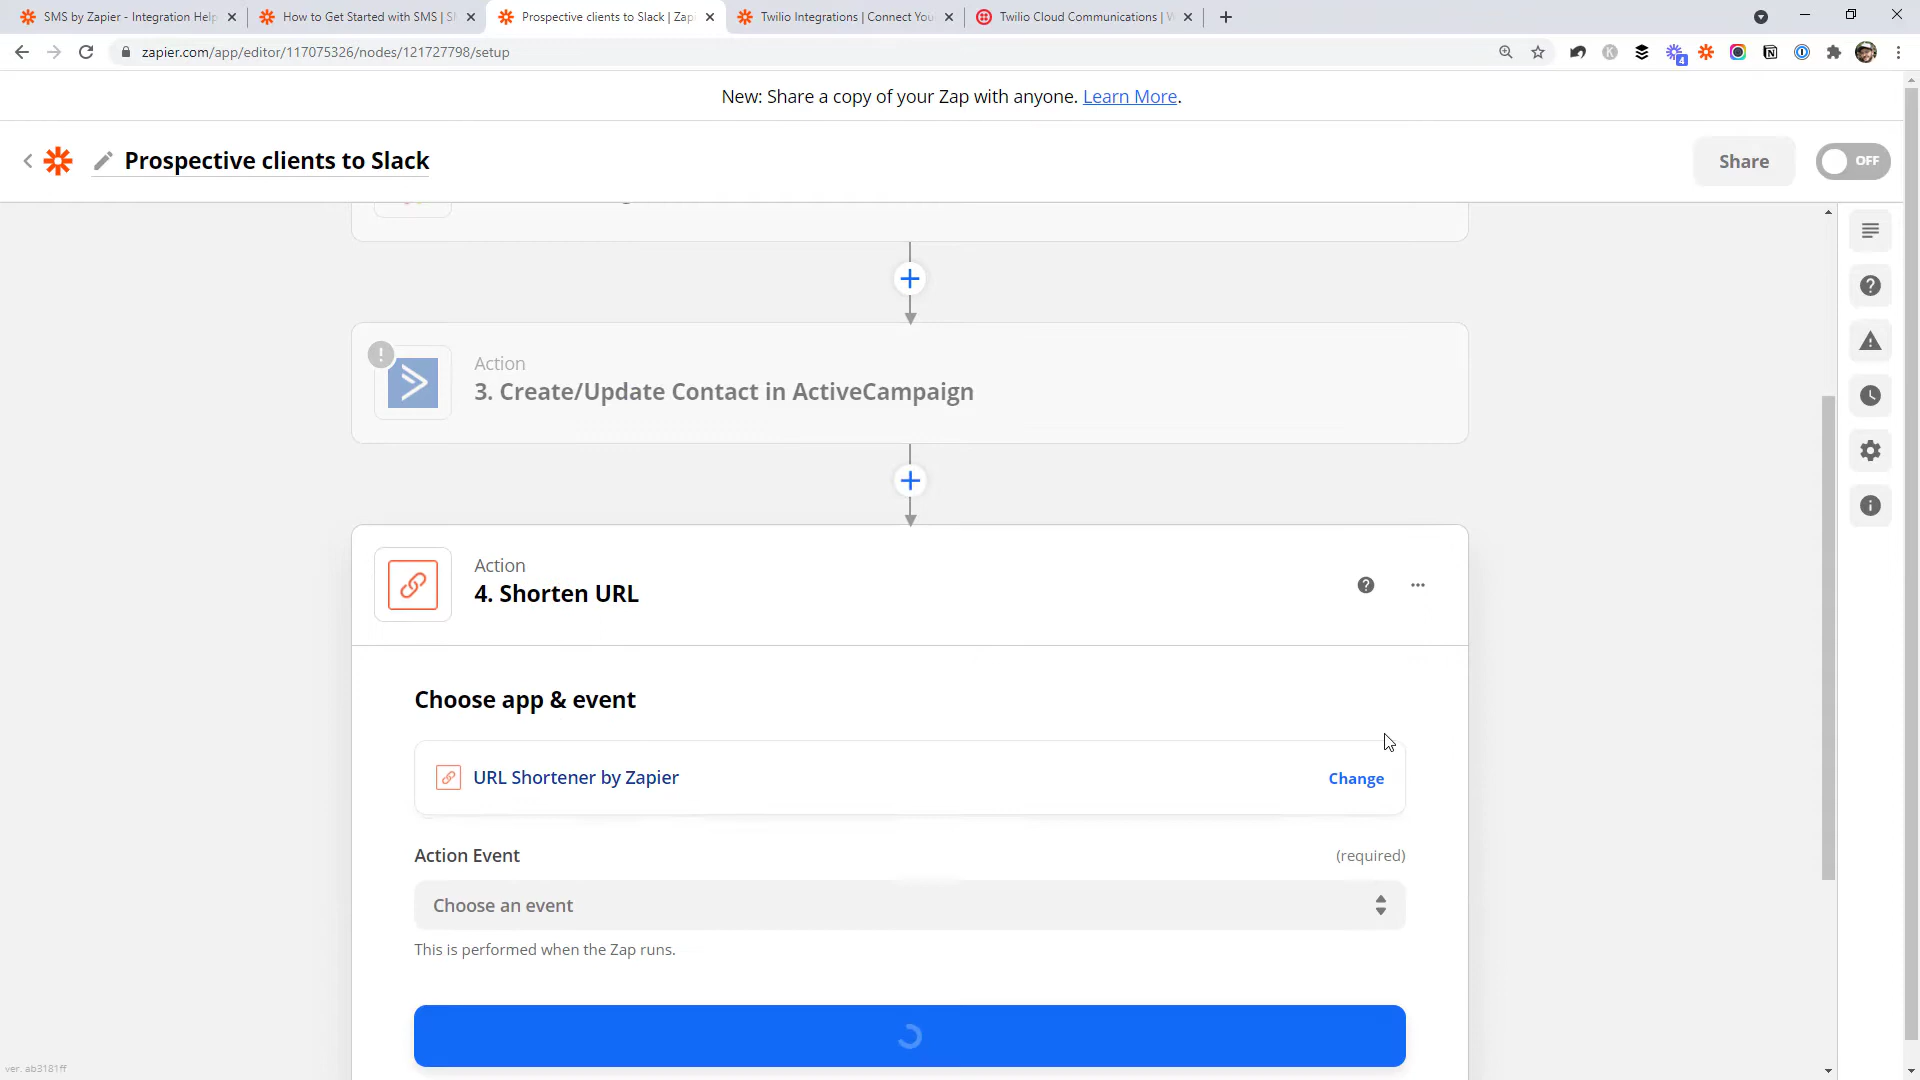 SMS by Zapier - Integration Help
How to Get Started with SMS | S
Prospective clients to Slack | Zap
Twilio Integrations | Connect You
Twilio Cloud Communications | W
zapier.com/app/editor/117075326/nodes/121727798/setup
4
New: Share a copy of your Zap with anyone. Learn More.
Prospective clients to Slack
Share
OFF
Action
3. Create/Update Contact in ActiveCampaign
Action
4. Shorten URL
Choose app & event
URL Shortener by Zapier
Change
Action Event
(required)
Choose an event
This is performed when the Zap runs.
ver. ab3181ff